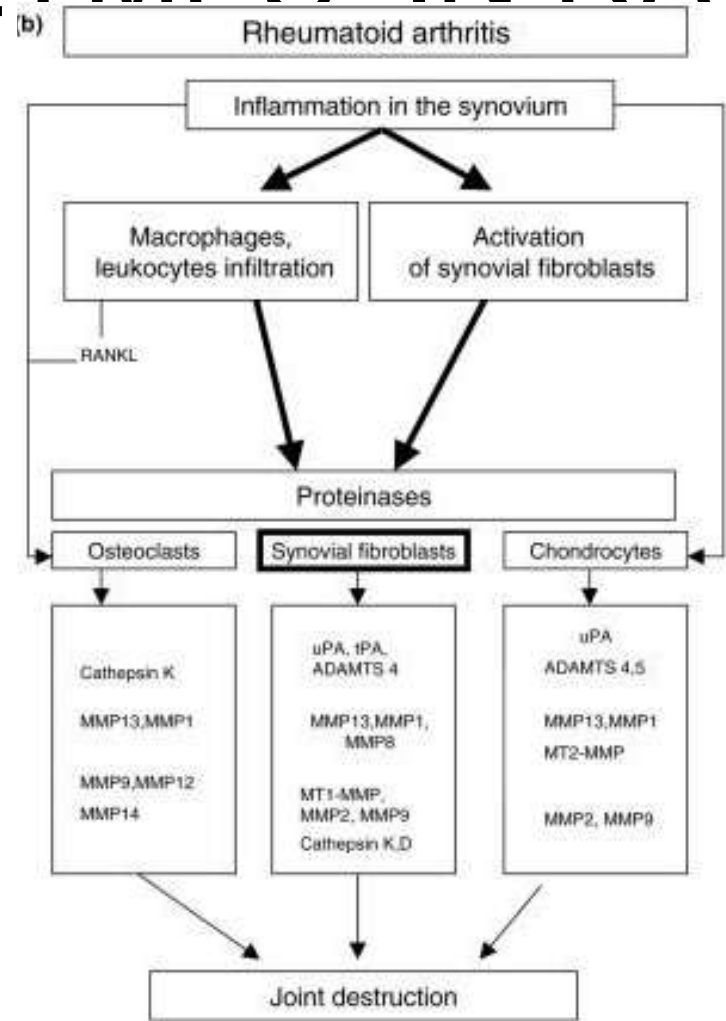 (b)
Rheumatoid arthritis
Inflammation in the synovium
Macrophages,
leukocytes infiltration
Activation
of synovial fibroblasts
RANKL
Proteinases
Osteoclasts
Synovial fibroblasts
Chondrocytes
Cathepsin K
MMP13,MMP1
MMP9,MMP12
MMP14
uPA, tPA,
ADAMTS 4
MMP13,MMP1,
MMP8
MT1-MMP,
MMP2, MMP9
Cathepsin K,D
uPA
ADAMTS 4,5
MMP13,MMP1
MT2-MMP
MMP2, MMP9
Joint destruction